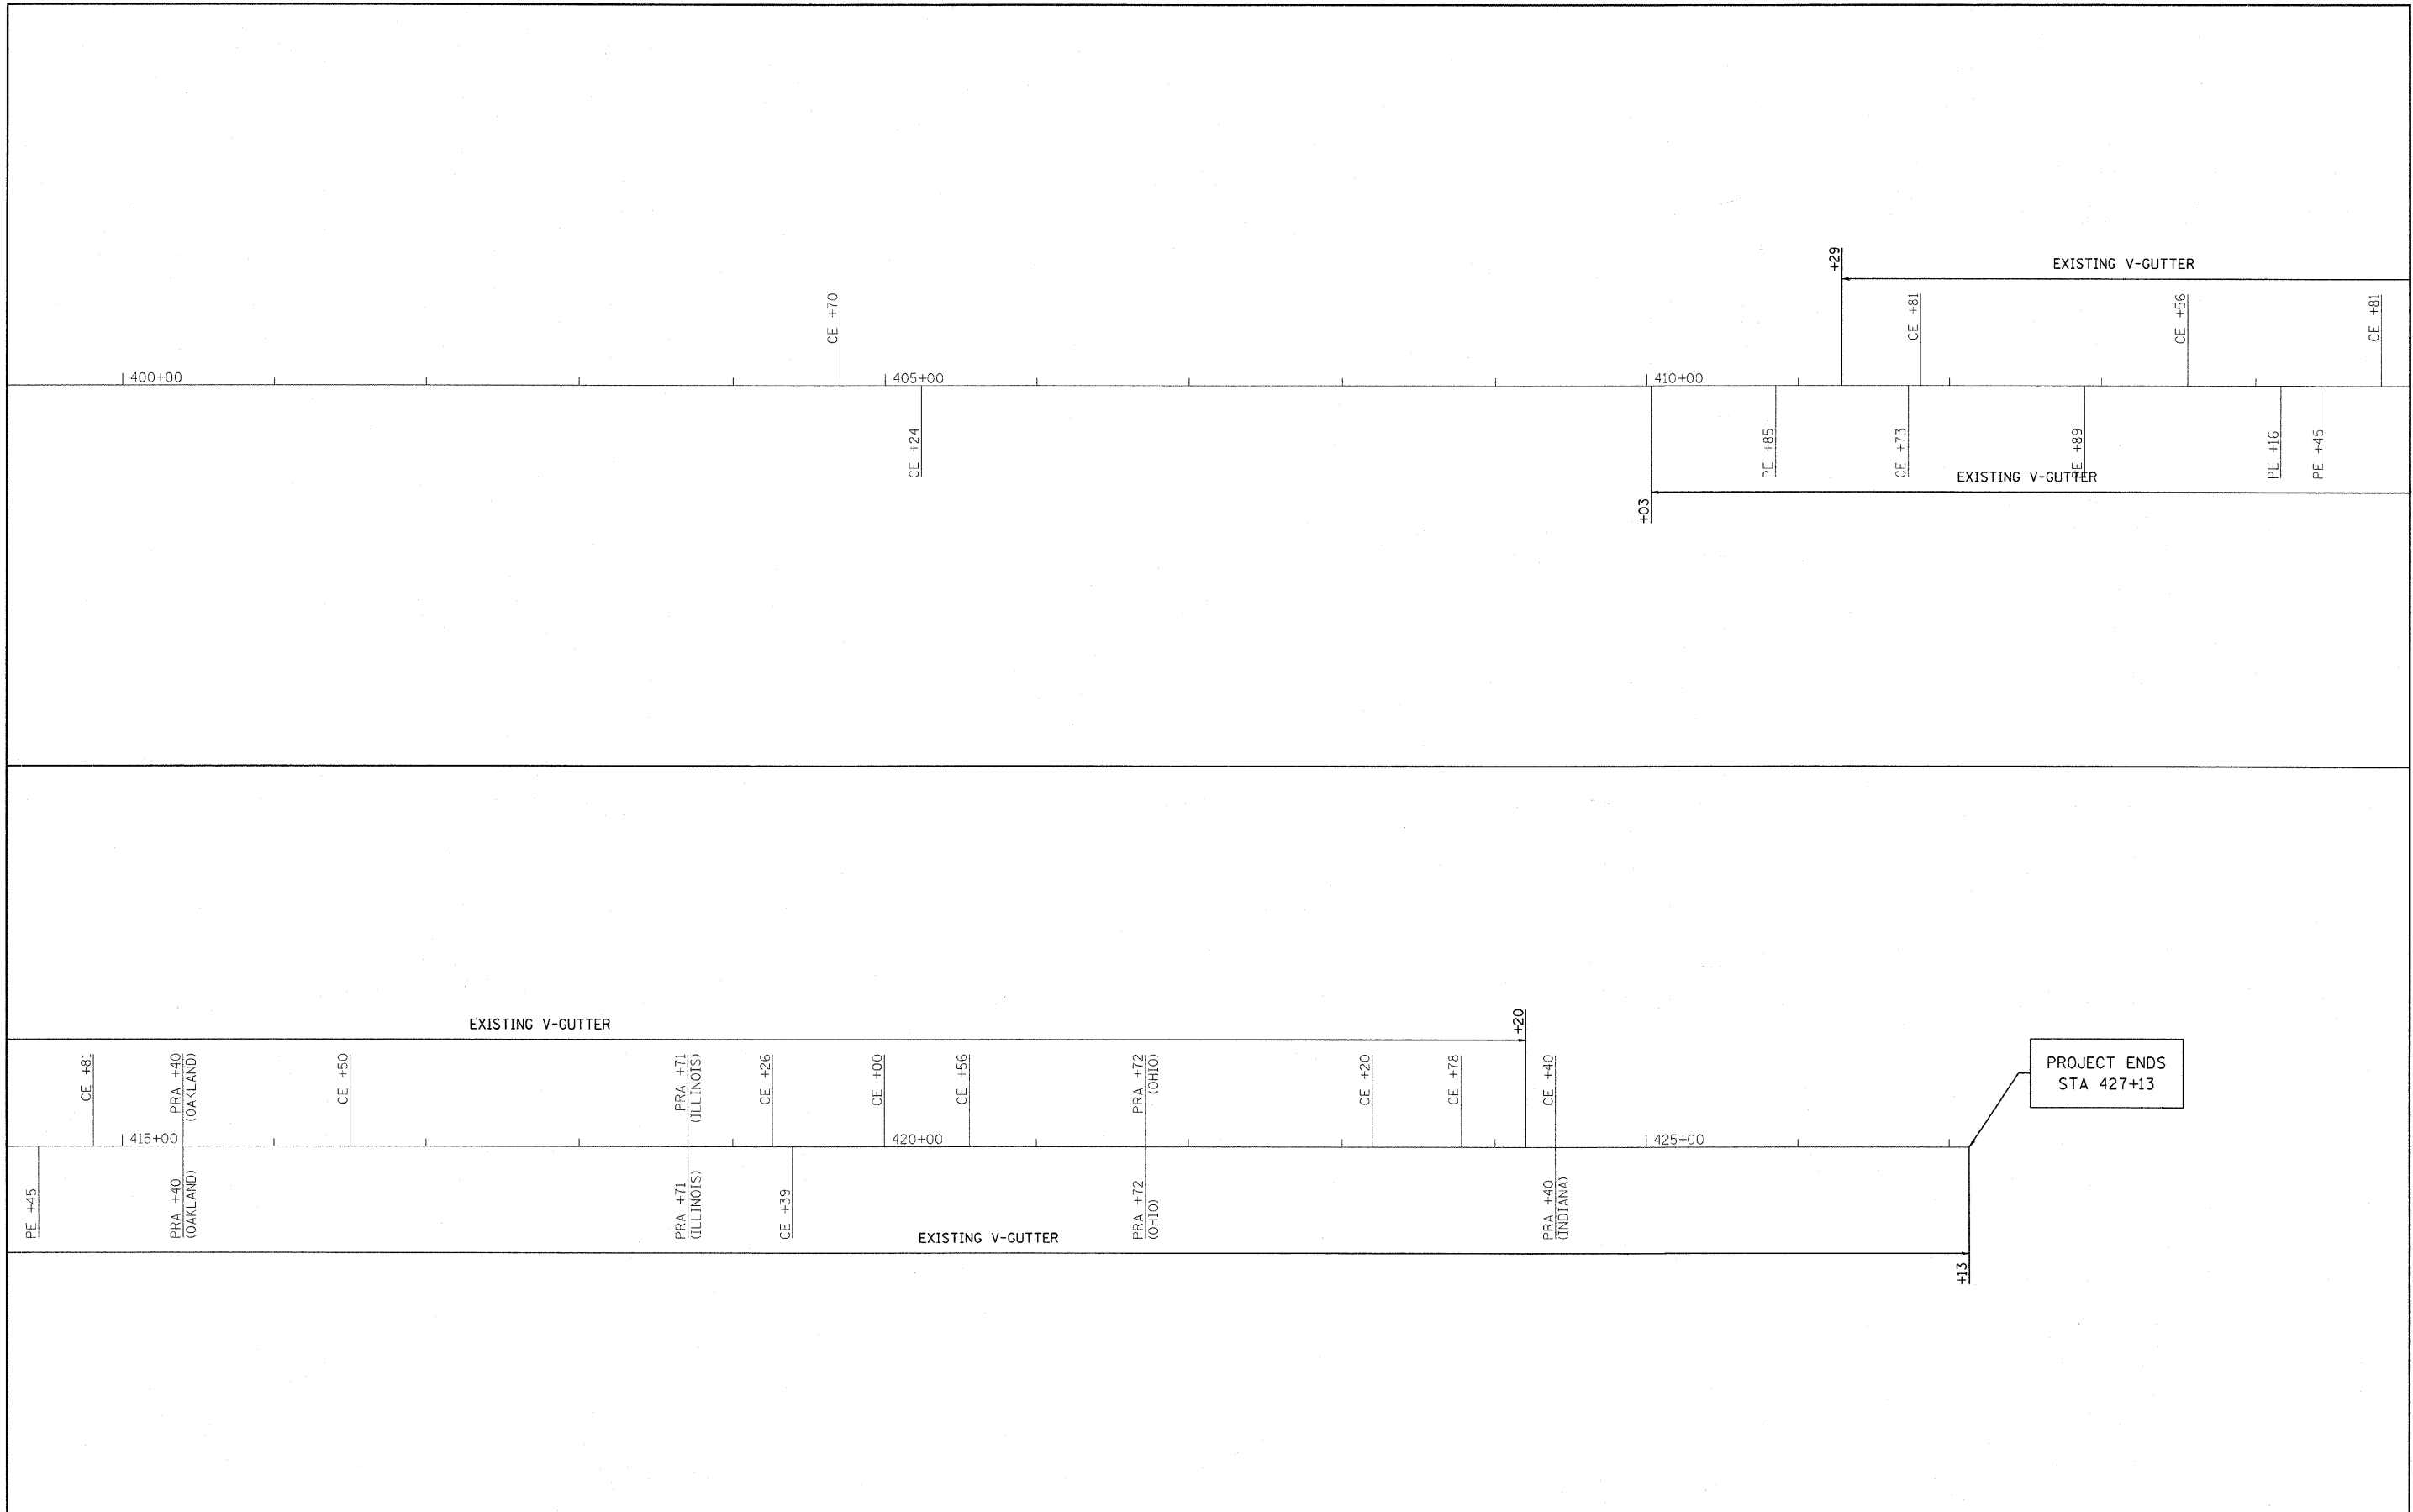 +29
EXISTING V-GUTTER
CE +70
CE +81
CE +56
CE +81
400+00
405+00
410+00
CE +24
PE +85
CE +73
+89
PE +16
PE +45
EXISTING V-GUTTER
+03
EXISTING V-GUTTER
+20
CE +81
PRA +40
(OAKLAND)
CE +50
PRA +71
(ILLINOIS)
CE +26
CE +00
CE +56
PRA +72
(OHIO)
CE +20
CE +78
CE +40
PROJECT ENDS
STA 427+13
415+00
420+00
425+00
PE +45
PRA +40
(OAKLAND)
PRA +71
(ILLINOIS)
CE +39
PRA +72
(OHIO)
PRA +40
(INDIANA)
EXISTING V-GUTTER
+13